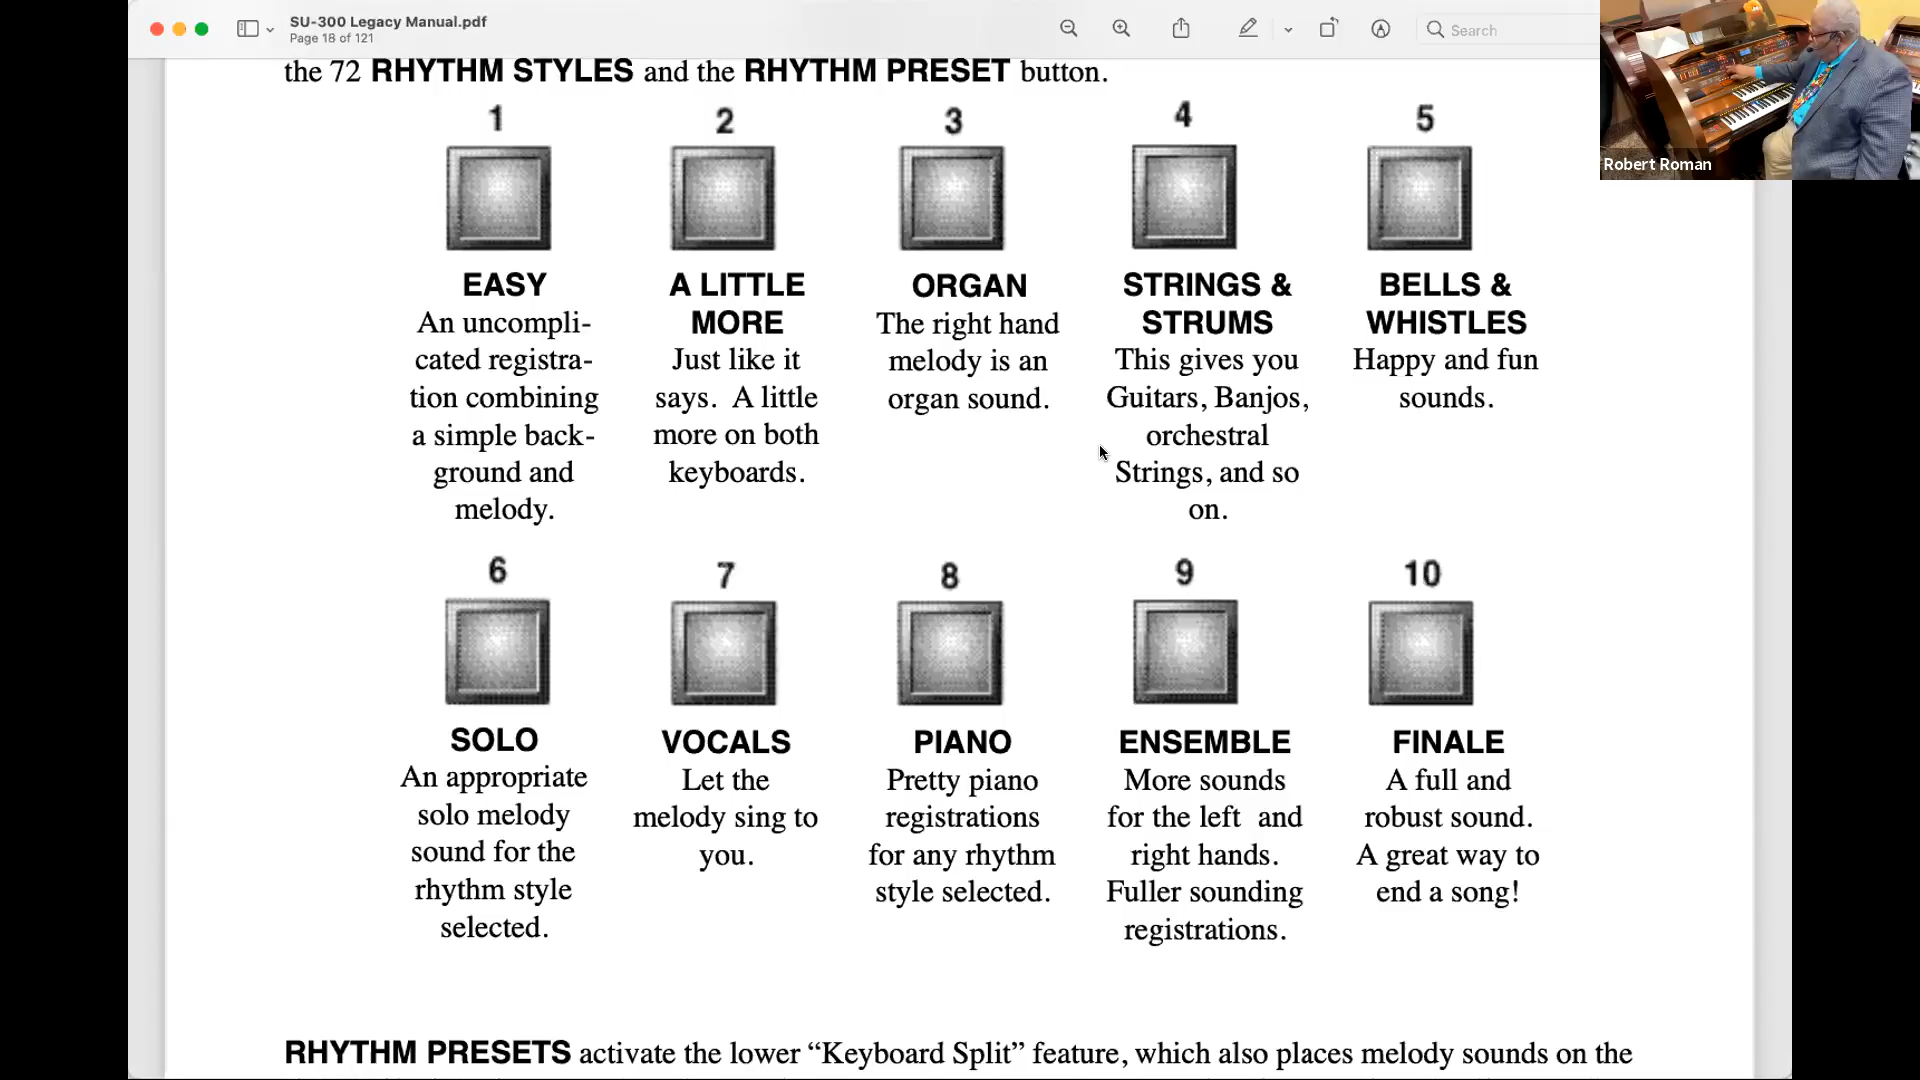 SU-300 Legacy Manual.pdf
Page 18 of 121
Search
Robert Roman
the 72 RHYTHM STYLES and the RHYTHM PRESET button.
1
2
3
4
5
EASY
An uncompli-
cated registra-
tion combining
a simple back-
ground and
melody.
A LITTLE
MORE
Just like it
says. A little
more on both
keyboards.
ORGAN
The right hand
melody is an
organ sound.
STRINGS &
STRUMS
This gives you
Guitars, Banjos,
orchestral
Strings, and so
on.
BELLS &
WHISTLES
Happy and fun
sounds.
6
7
8
9
10
SOLO
An appropriate
solo melody
sound for the
rhythm style
selected.
VOCALS
Let the
melody sing to
you.
PIANO
Pretty piano
registrations
for any rhythm
style selected.
ENSEMBLE
More sounds
for the left and
right hands.
Fuller sounding
registrations.
FINALE
A full and
robust sound.
A great way to
end a song!
RHYTHM PRESETS activate the lower “Keyboard Split” feature, which also places melody sounds on the